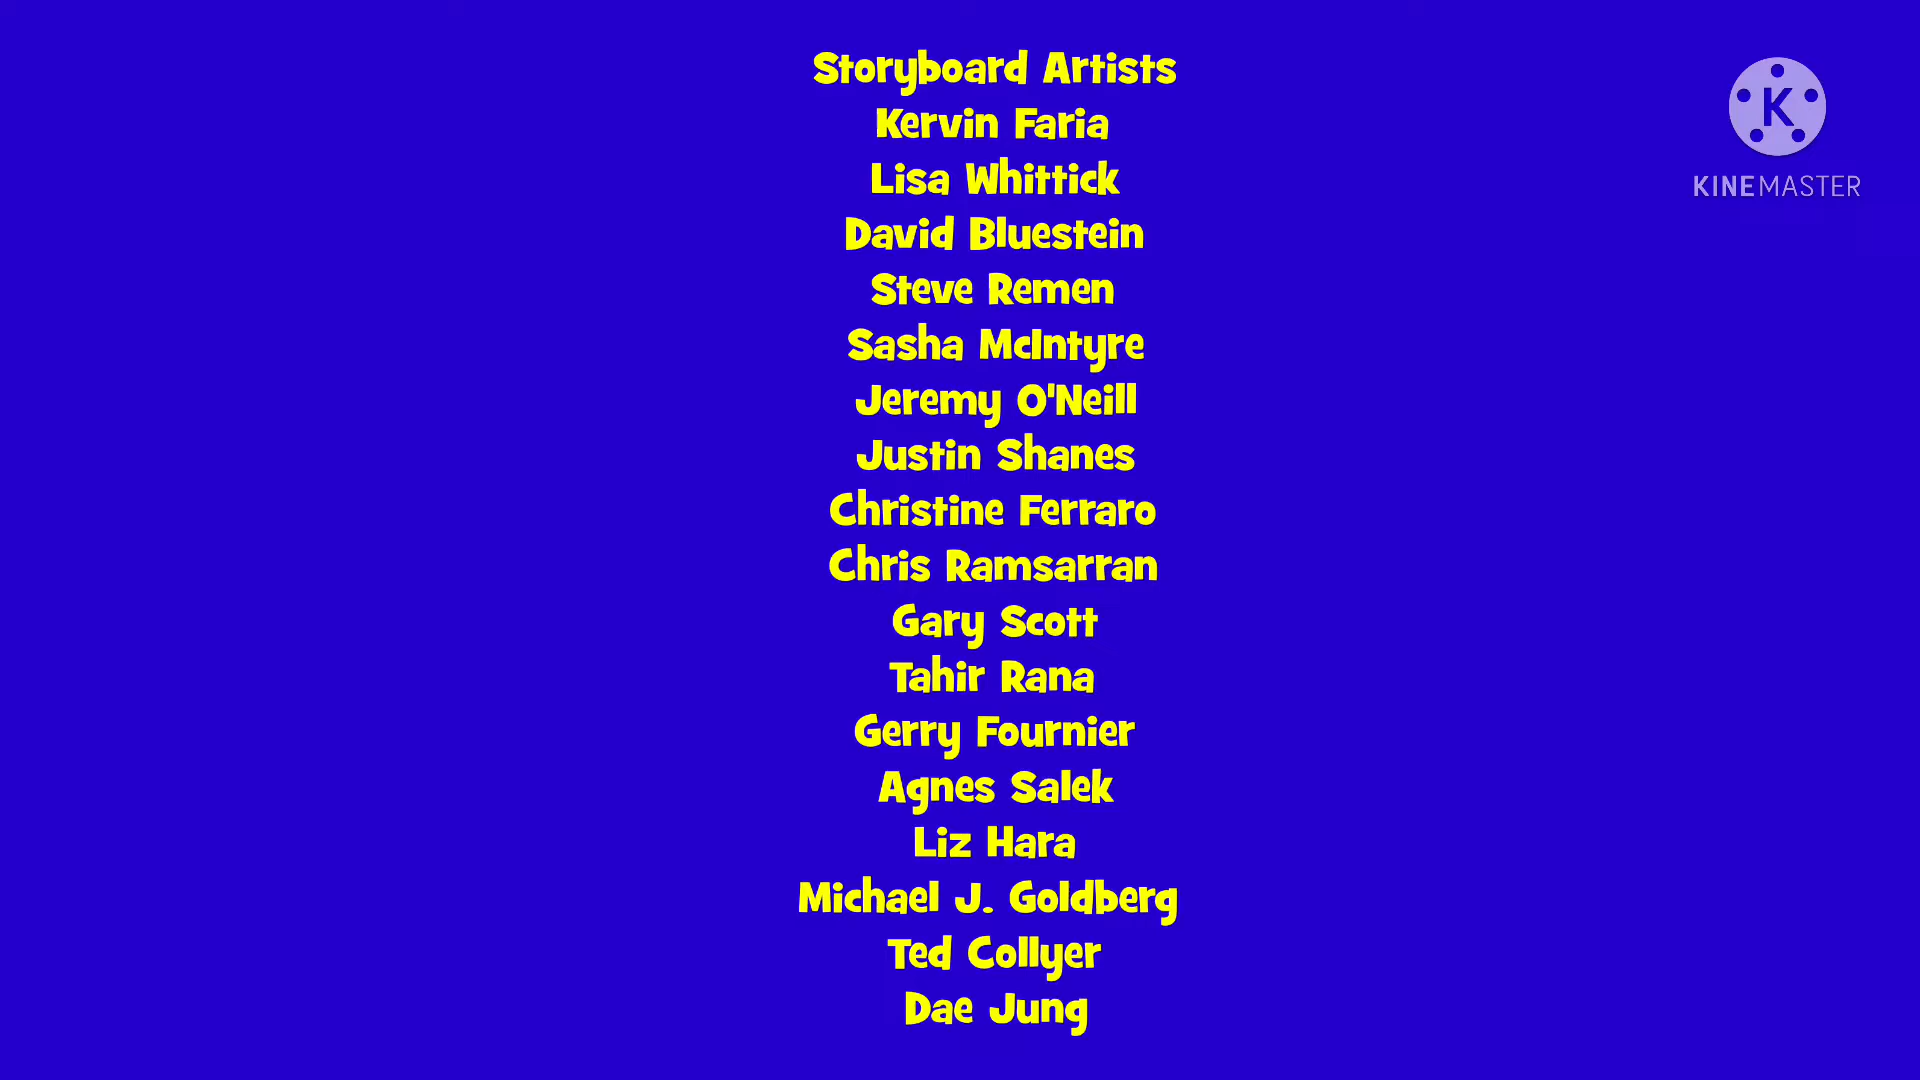 Storyboard Artists
Kervin Faria
Lisa Whittick
David Bluestein
Steve Remen
Sasha McIntyre
Jeremy O'Neill
Justin Shanes
Christine Ferraro
Chris Ramsarran
Gary Scott
Tahir Rana
Gerry Fournier
Agnes Salek
Liz Hara
Michael J. Goldberg
Ted Collyer
Dae Jung
K
KINEMASTER